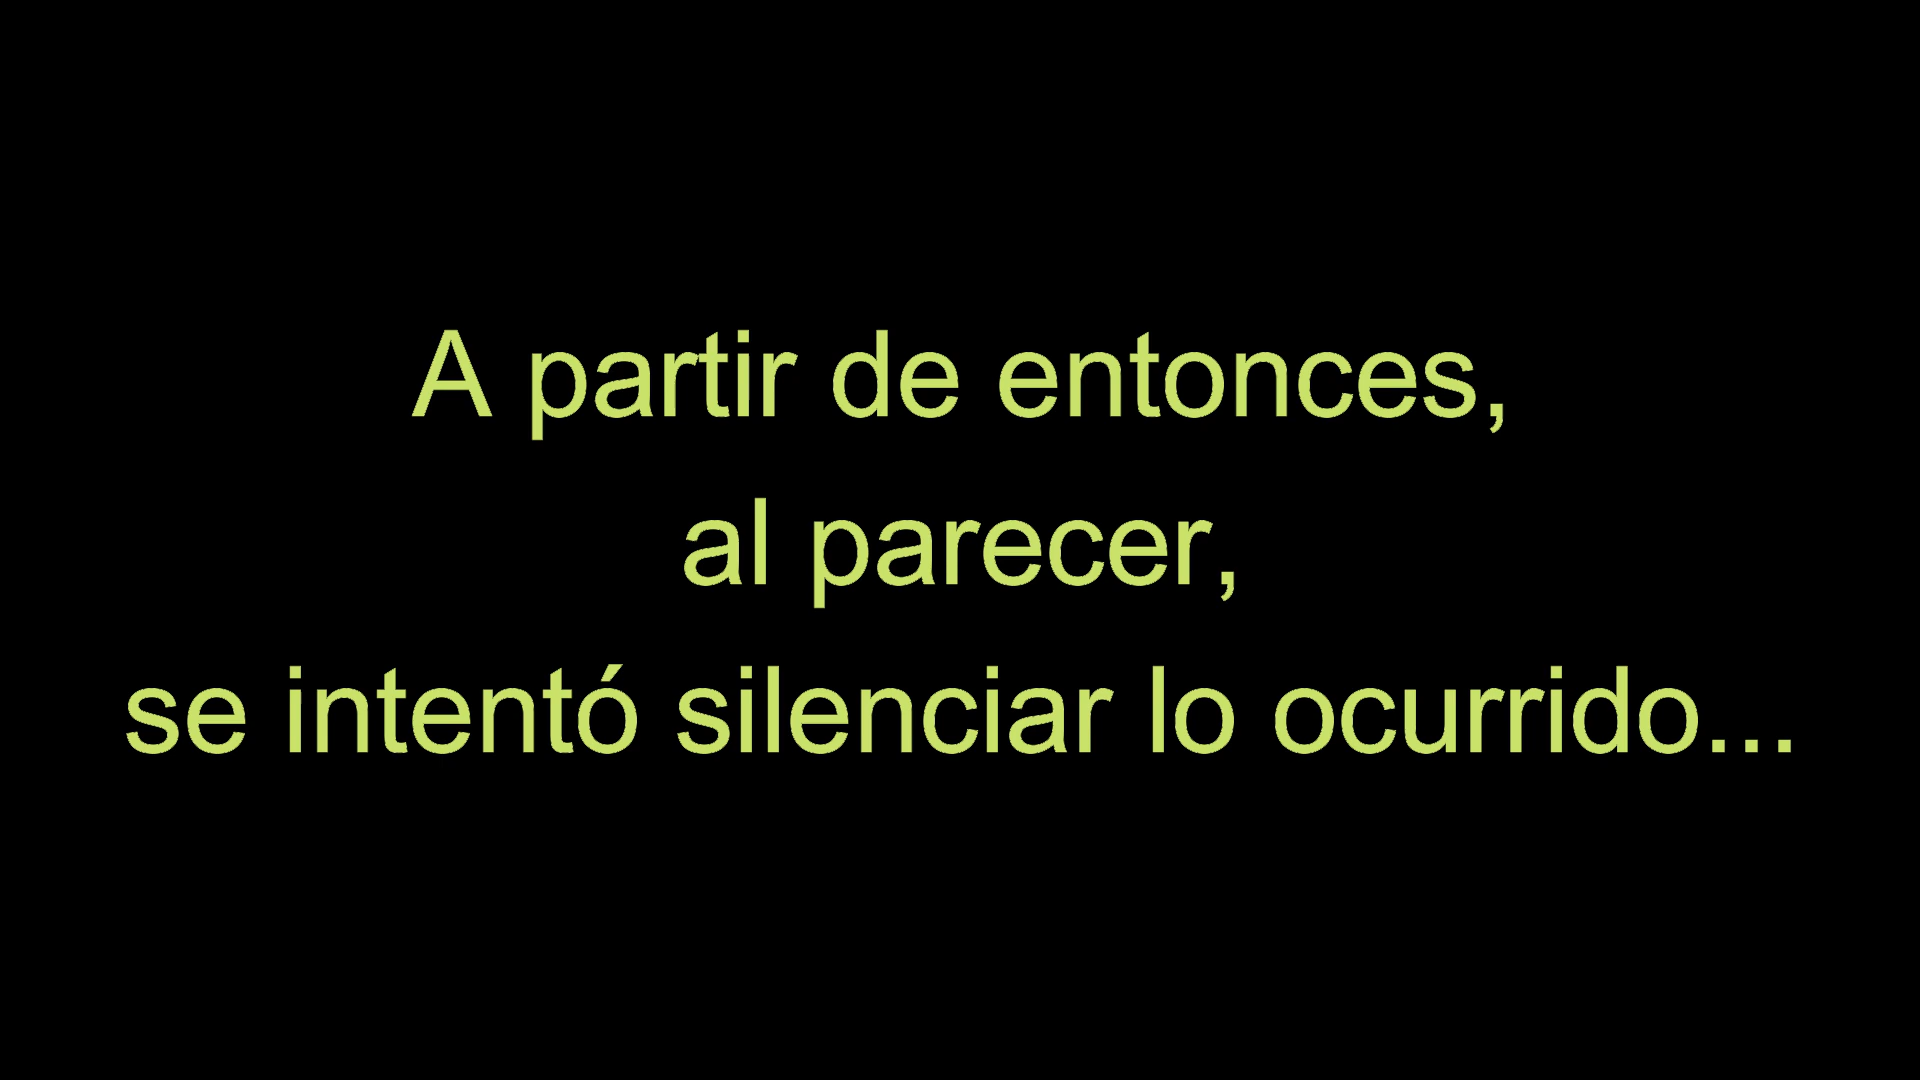 A partir de entonces,
al parecer,
se intentó silenciar lo ocurrido...